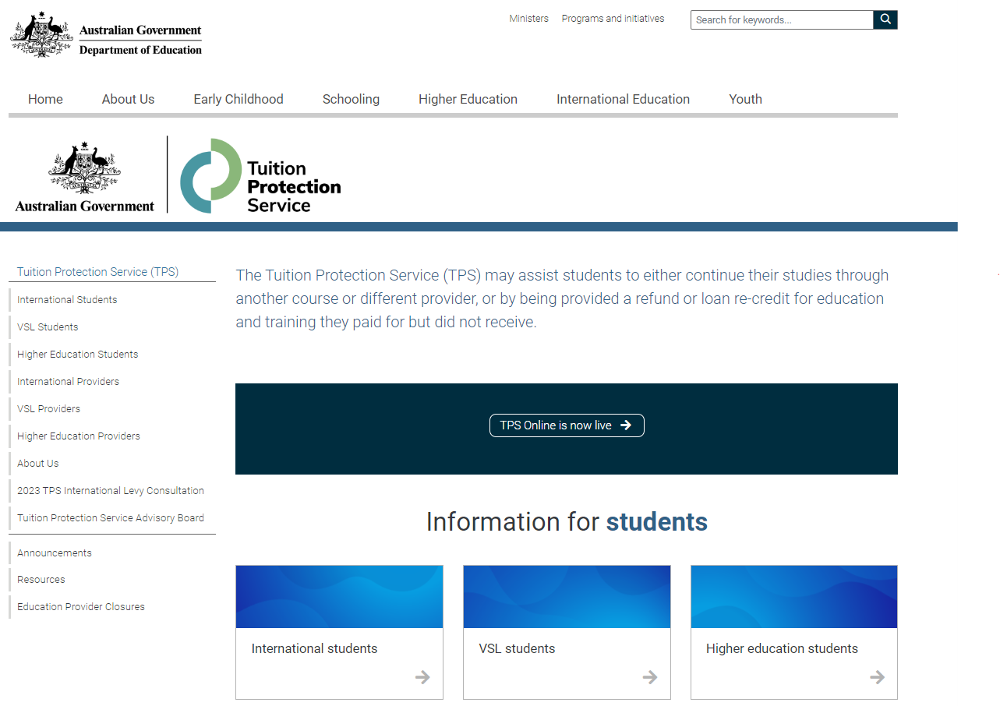 Australian Government
Department of Education
Ministers
Programs and initiatives
Search for keywords...
Home
About Us
Early Childhood
Schooling
Higher Education
International Education
Youth
Australian Government
Tuition
Protection
Service
Tuition Protection Service (TPS)
International Students
VSL Students
Higher Education Students
International Providers
VSL Providers
Higher Education Providers
About Us
2023 TPS International Levy Consultation
Tuition Protection Service Advisory Board
Announcements
Resources
Education Provider Closures
The Tuition Protection Service (TPS) may assist students to either continue their studies through
another course or different provider, or by being provided a refund or loan re-credit for education
and training they paid for but did not receive.
TPS Online is now live
Information for students
International students
VSL students
Higher education students